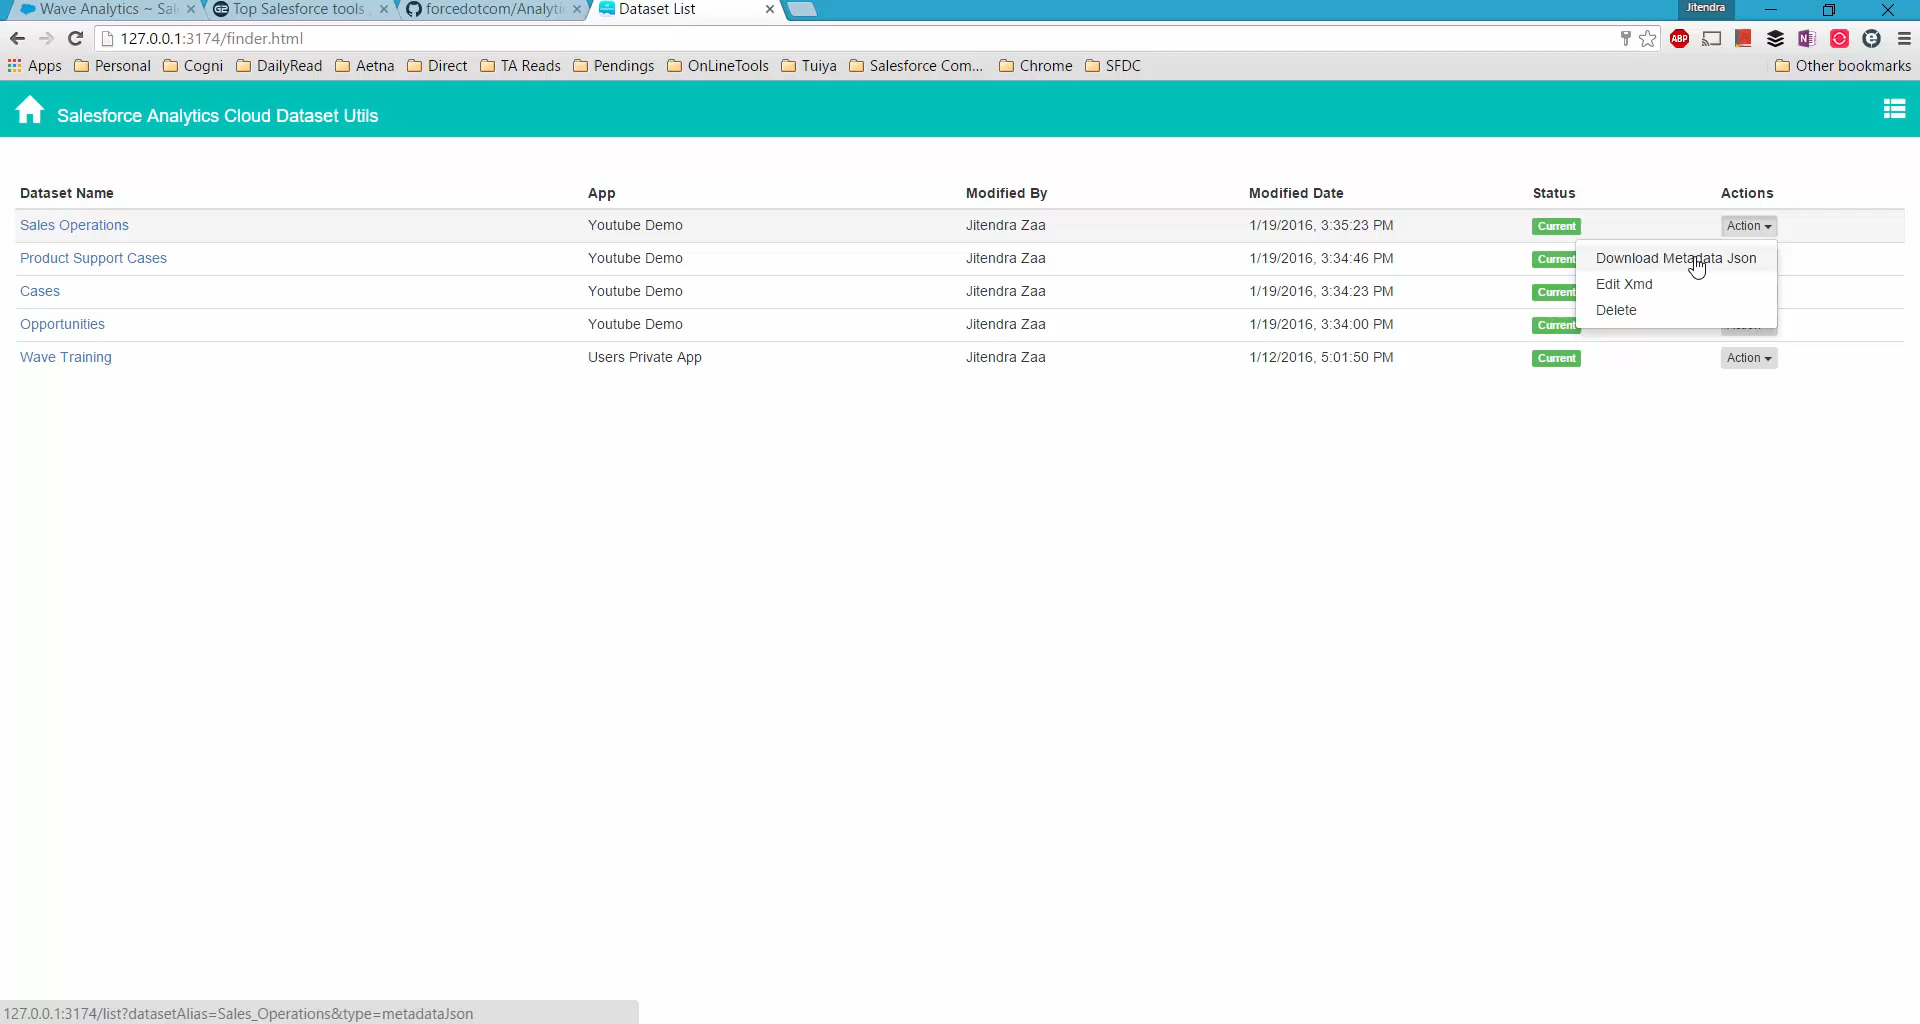 Wave Analytics ~ Sal
Top Salesforce tools
forcedotcom/Analyti
Dataset List
Jitendra
127.0.0.1:3174/finder.html
ABP
Apps Personal Cogni DailyRead Aetna Direct TA Reads Pendings OnLineTools Tuiya Salesforce Com... Chrome SFDC Other bookmarks
Salesforce Analytics Cloud Dataset Utils
Dataset Name App Modified By Modified Date Status Actions
Sales Operations Youtube Demo Jitendra Zaa 1/19/2016, 3:35:23 PM Current Action
Product Support Cases Youtube Demo Jitendra Zaa 1/19/2016, 3:34:46 PM Current
Download Metadata Json
Edit Xmd
Delete
Cases Youtube Demo Jitendra Zaa 1/19/2016, 3:34:23 PM Current
Opportunities Youtube Demo Jitendra Zaa 1/19/2016, 3:34:00 PM Current
Wave Training Users Private App Jitendra Zaa 1/12/2016, 5:01:50 PM Current Action
127.0.0.1:3174/list?datasetAlias=Sales_Operations&type=metadataJson